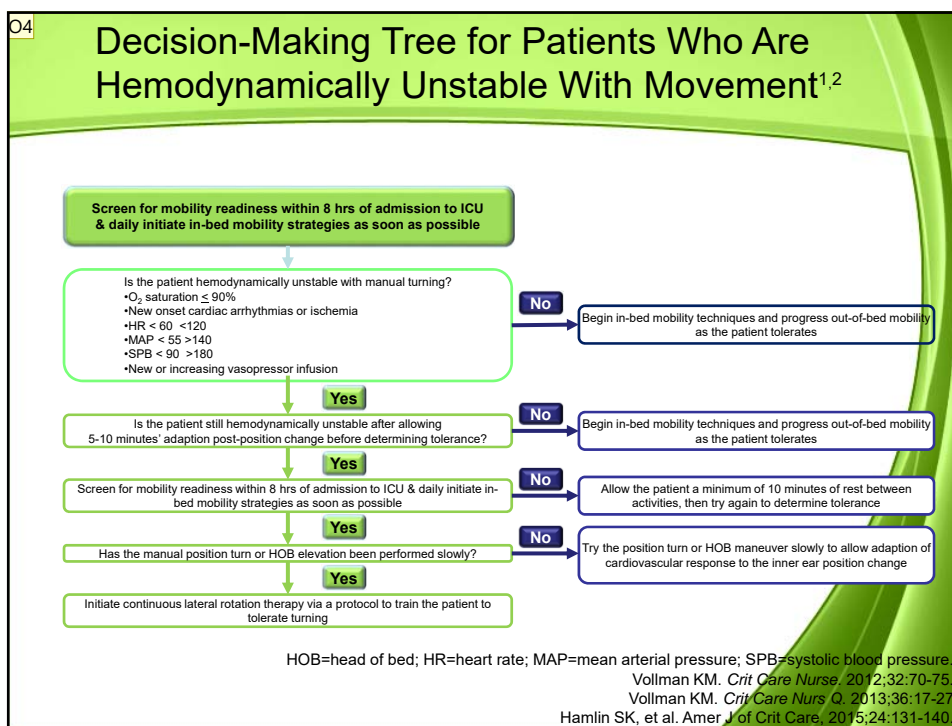 O4
Decision-Making Tree for Patients Who Are
Hemodynamically Unstable With Movement1,2
Screen for mobility readiness within 8 hrs of admission to ICU
& daily initiate in-bed mobility strategies as soon as possible
Is the patient hemodynamically unstable with manual turning?
•O2 saturation < 90%
•New onset cardiac arrhythmias or ischemia
•HR < 60 <120
•MAP < 55 >140
•SPB < 90 >180
•New or increasing vasopressor infusion
No
Begin in-bed mobility techniques and progress out-of-bed mobility
as the patient tolerates
Yes
Is the patient still hemodynamically unstable after allowing
5-10 minutes' adaption post-position change before determining tolerance?
No
Begin in-bed mobility techniques and progress out-of-bed mobility
as the patient tolerates
Yes
Screen for mobility readiness within 8 hrs of admission to ICU & daily initiate in-
bed mobility strategies as soon as possible
No
Allow the patient a minimum of 10 minutes of rest between
activities, then try again to determine tolerance
Yes
Has the manual position turn or HOB elevation been performed slowly?
No
Try the position turn or HOB maneuver slowly to allow adaption of
cardiovascular response to the inner ear position change
Yes
Initiate continuous lateral rotation therapy via a protocol to train the patient to
tolerate turning
HOB=head of bed; HR=heart rate; MAP=mean arterial pressure; SPB=systolic blood pressure.
Vollman KM. Crit Care Nurse. 2012;32:70-75.
Vollman KM. Crit Care Nurs Q. 2013;36:17-27
Hamlin SK, et al. Amer J of Crit Care, 2015;24:131-140